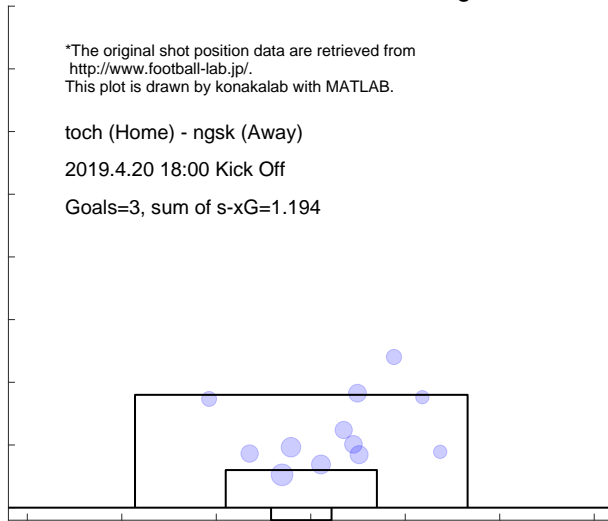 *The original shot position data are retrieved from
http://www.football-lab.jp/.
This plot is drawn by konakalab with MATLAB.
toch (Home) - ngsk (Away)
2019.4.20 18:00 Kick Off
Goals=3, sum of s-xG=1.194